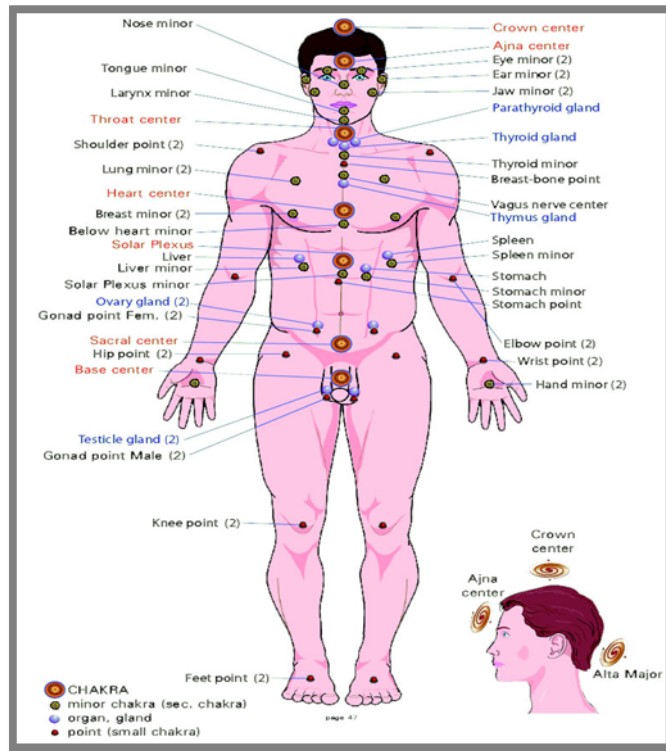 Nose minor
Crown center
Ajna center
Eye minor (2)
Tongue minor
Ear minor (2)
Larynx minor
Jaw minor (2)
Parathyroid gland
Throat center
Thyroid gland
Shoulder point (2)
Thyroid minor
Lung minor (2)
Breast-bone point
Heart center
Vagus nerve center
Breast minor (2)
Thymus gland
Below heart minor
Solar Plexus
Spleen
Liver
Spleen minor
Liver minor
Stomach
Solar Plexus minor
Stomach minor
Ovary gland (2)
Stomach point
Gonad point Fem. (2)
Sacral center
Elbow point (2)
Hip point (2)
Wrist point (2)
Base center
Hand minor (2)
Testicle gland (2)
Gonad point Male (2)
Knee point (2)
Crown
center
Ajna
center
Alta Major
Feet point (2)
CHAKRA
minor chakra (sec. chakra)
organ, gland
point (small chakra)
page 47